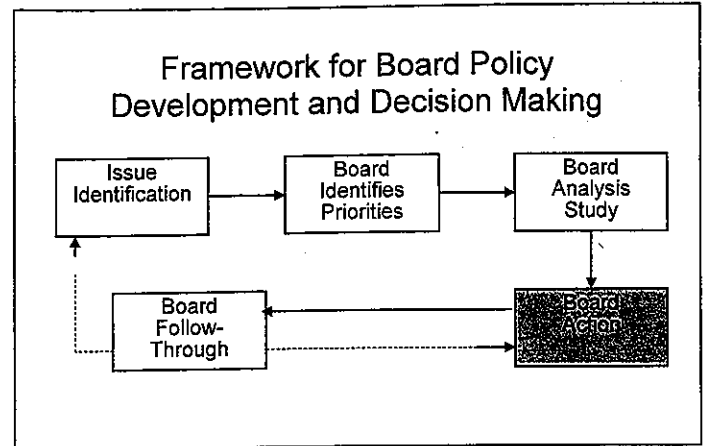 Framework for Board Policy
Development and Decision Making
Issue
Identification
Board
Identifies
Priorities
Board
Analysis
Study
Board
Follow-
Through
Board
Action